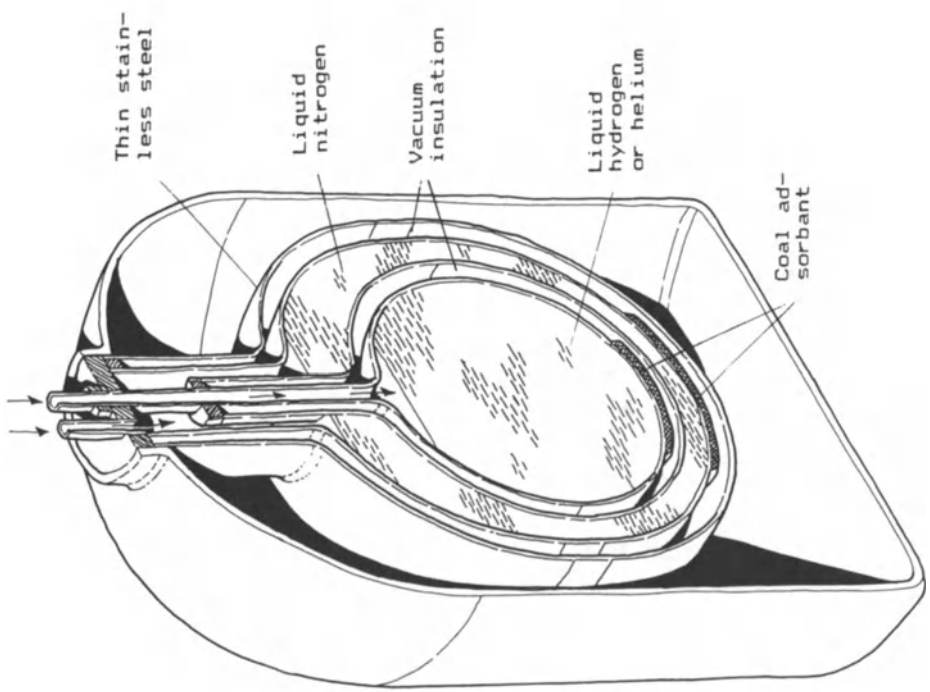 Thin stain-
less steel
Liquid
nitrogen
Vacuum
insulation
Liquid
hydrogen
or helium
Coal ad-
sorbant